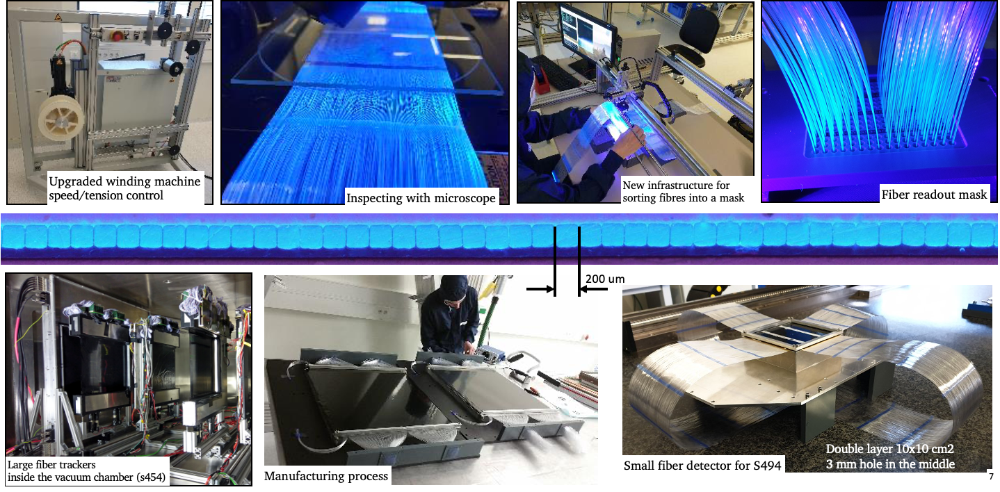 Upgraded winding machine
speed/tension control
Inspecting with microscope
New infrastructure for
sorting fibres into a mask
Fiber readout mask
200 um
Large fiber trackers
inside the vacuum chamber (s454)
Manufacturing process
Small fiber detector for S494
Double layer 10x10 cm2
3 mm hole in the middle
7